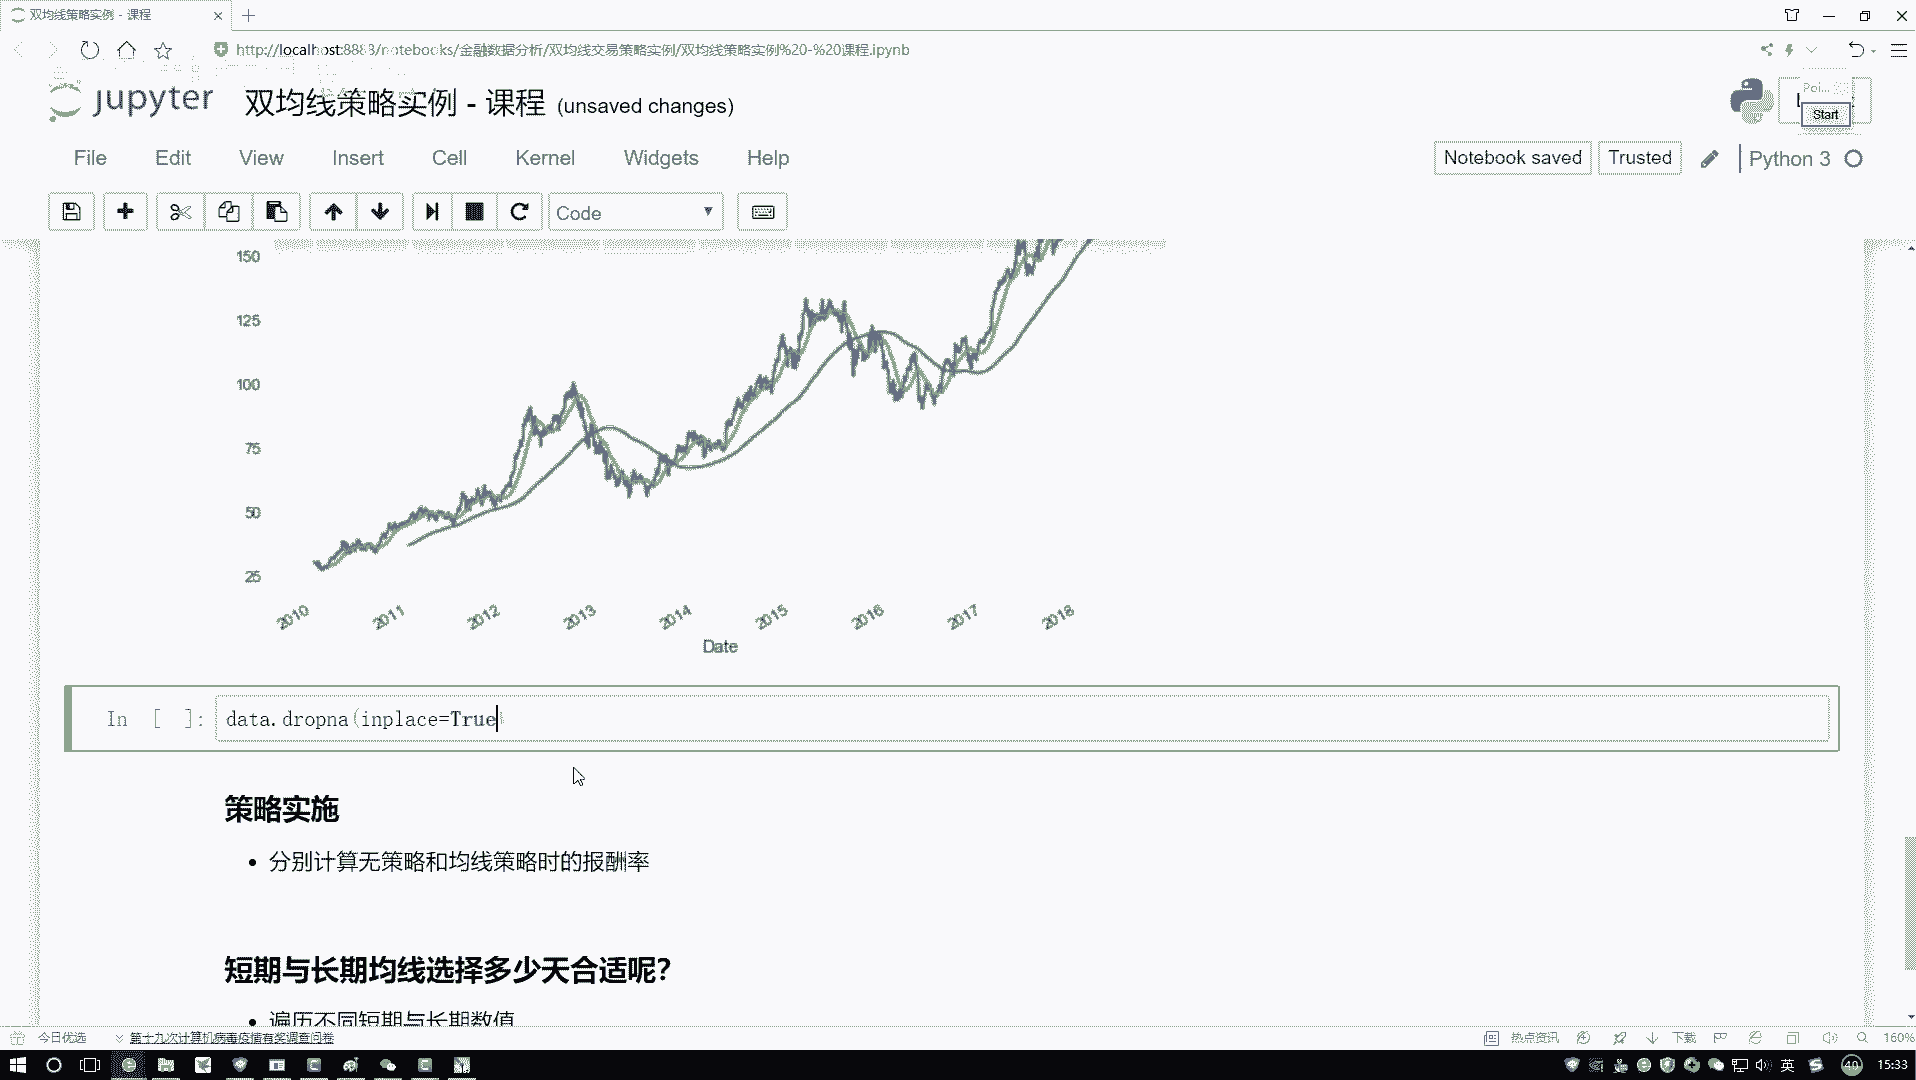 双均线策略实例 - 课程
http://localhost:8888/notebooks/金融数据分析/双均线交易策略实例/双均线策略实例%20-%20课程.ipynb
jupyter 双均线策略实例 - 课程 (unsaved changes)
Poi...
Start
File Edit View Insert Cell Kernel Widgets Help
Notebook saved Trusted Python 3
Code
150
125
100
75
50
25
2010 2011 2012 2013 2014 2015 2016 2017 2018
Date
In [ ]: data.dropna(inplace=True)
策略实施
• 分别计算无策略和均线策略时的报酬率
短期与长期均线选择多少天合适呢?
• 遍历不同短期与长期数值
今日优选 第十九次计算机病毒疫情有奖调查问卷 热点资讯 下载 160%
英 40 15:33